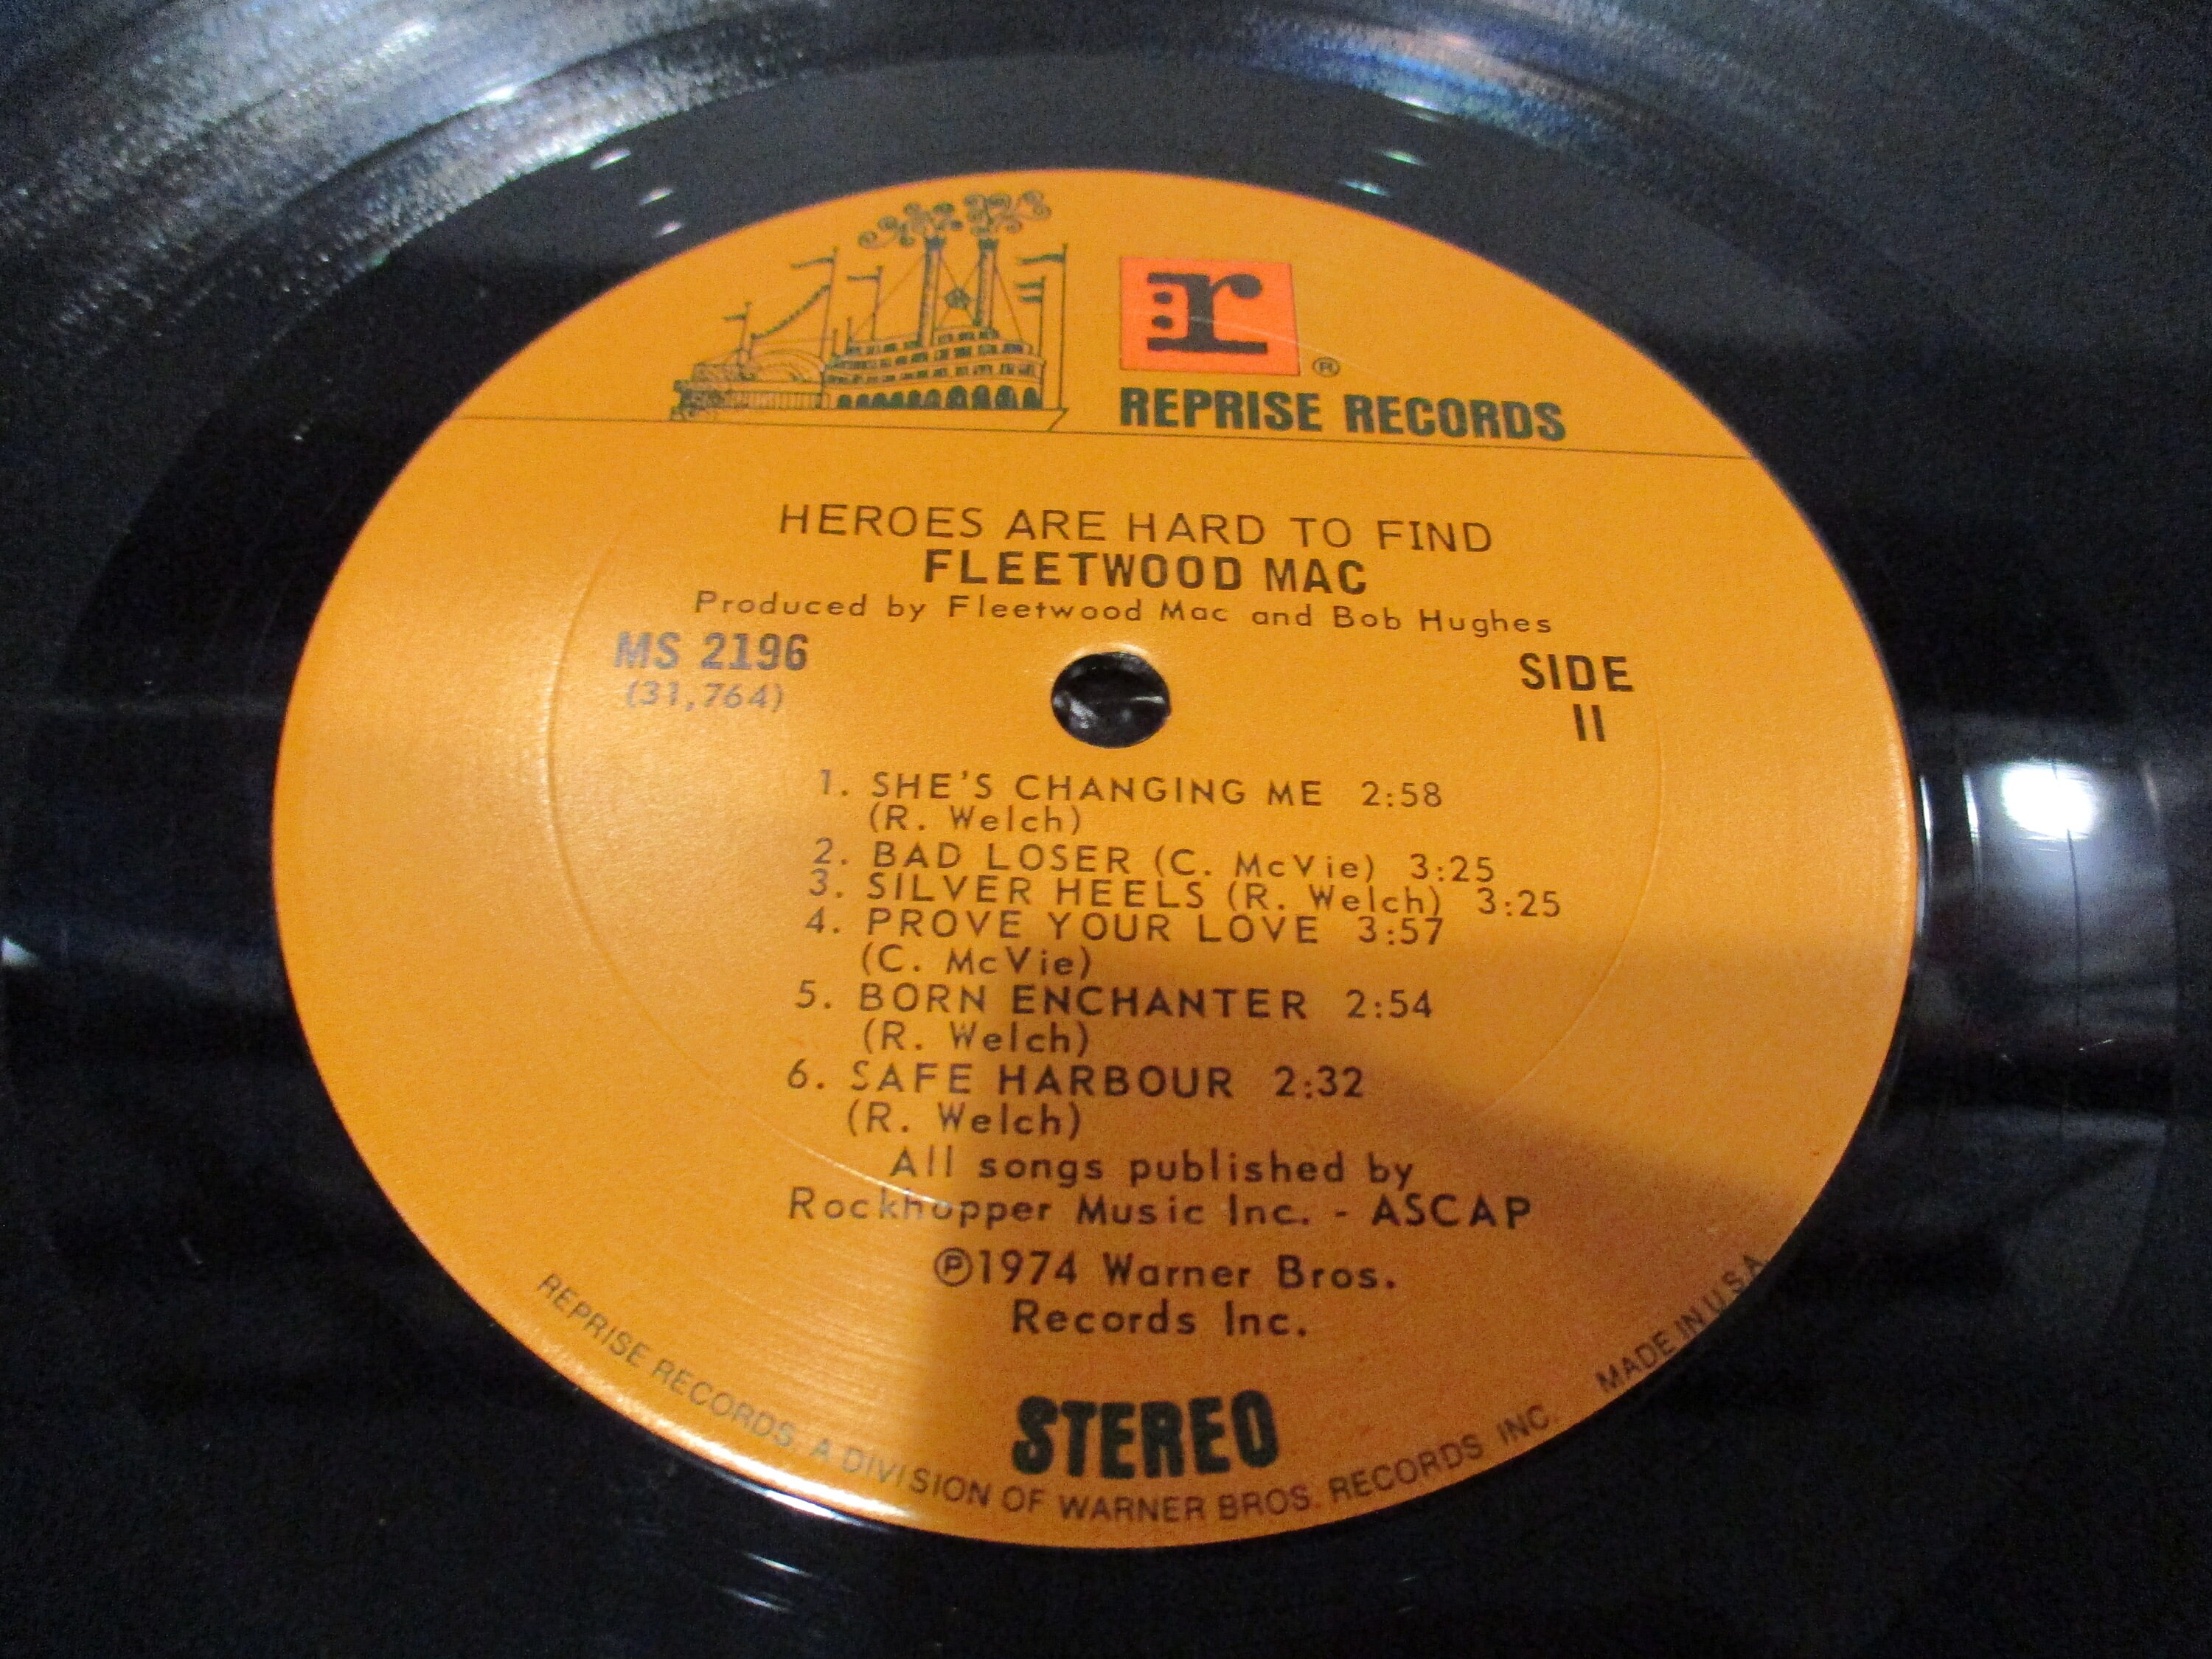 r ®
REPRISE RECORDS
HEROES ARE HARD TO FIND
FLEETWOOD MAC
Produced by Fleetwood Mac and Bob Hughes
MS 2196
(31,764)
SIDE
II
1. SHE'S CHANGING ME 2:58
(R. Welch)
2. BAD LOSER (C. McVie) 3:25
3. SILVER HEELS (R. Welch) 3:25
4. PROVE YOUR LOVE 3:57
(C. McVie)
5. BORN ENCHANTER 2:54
(R. Welch)
6. SAFE HARBOUR 2:32
(R. Welch)
All songs published by
Rockhopper Music Inc. - ASCAP
℗1974 Warner Bros.
Records Inc.
STEREO
REPRISE RECORDS, A DIVISION OF WARNER BROS. RECORDS INC. MADE IN U.S.A.